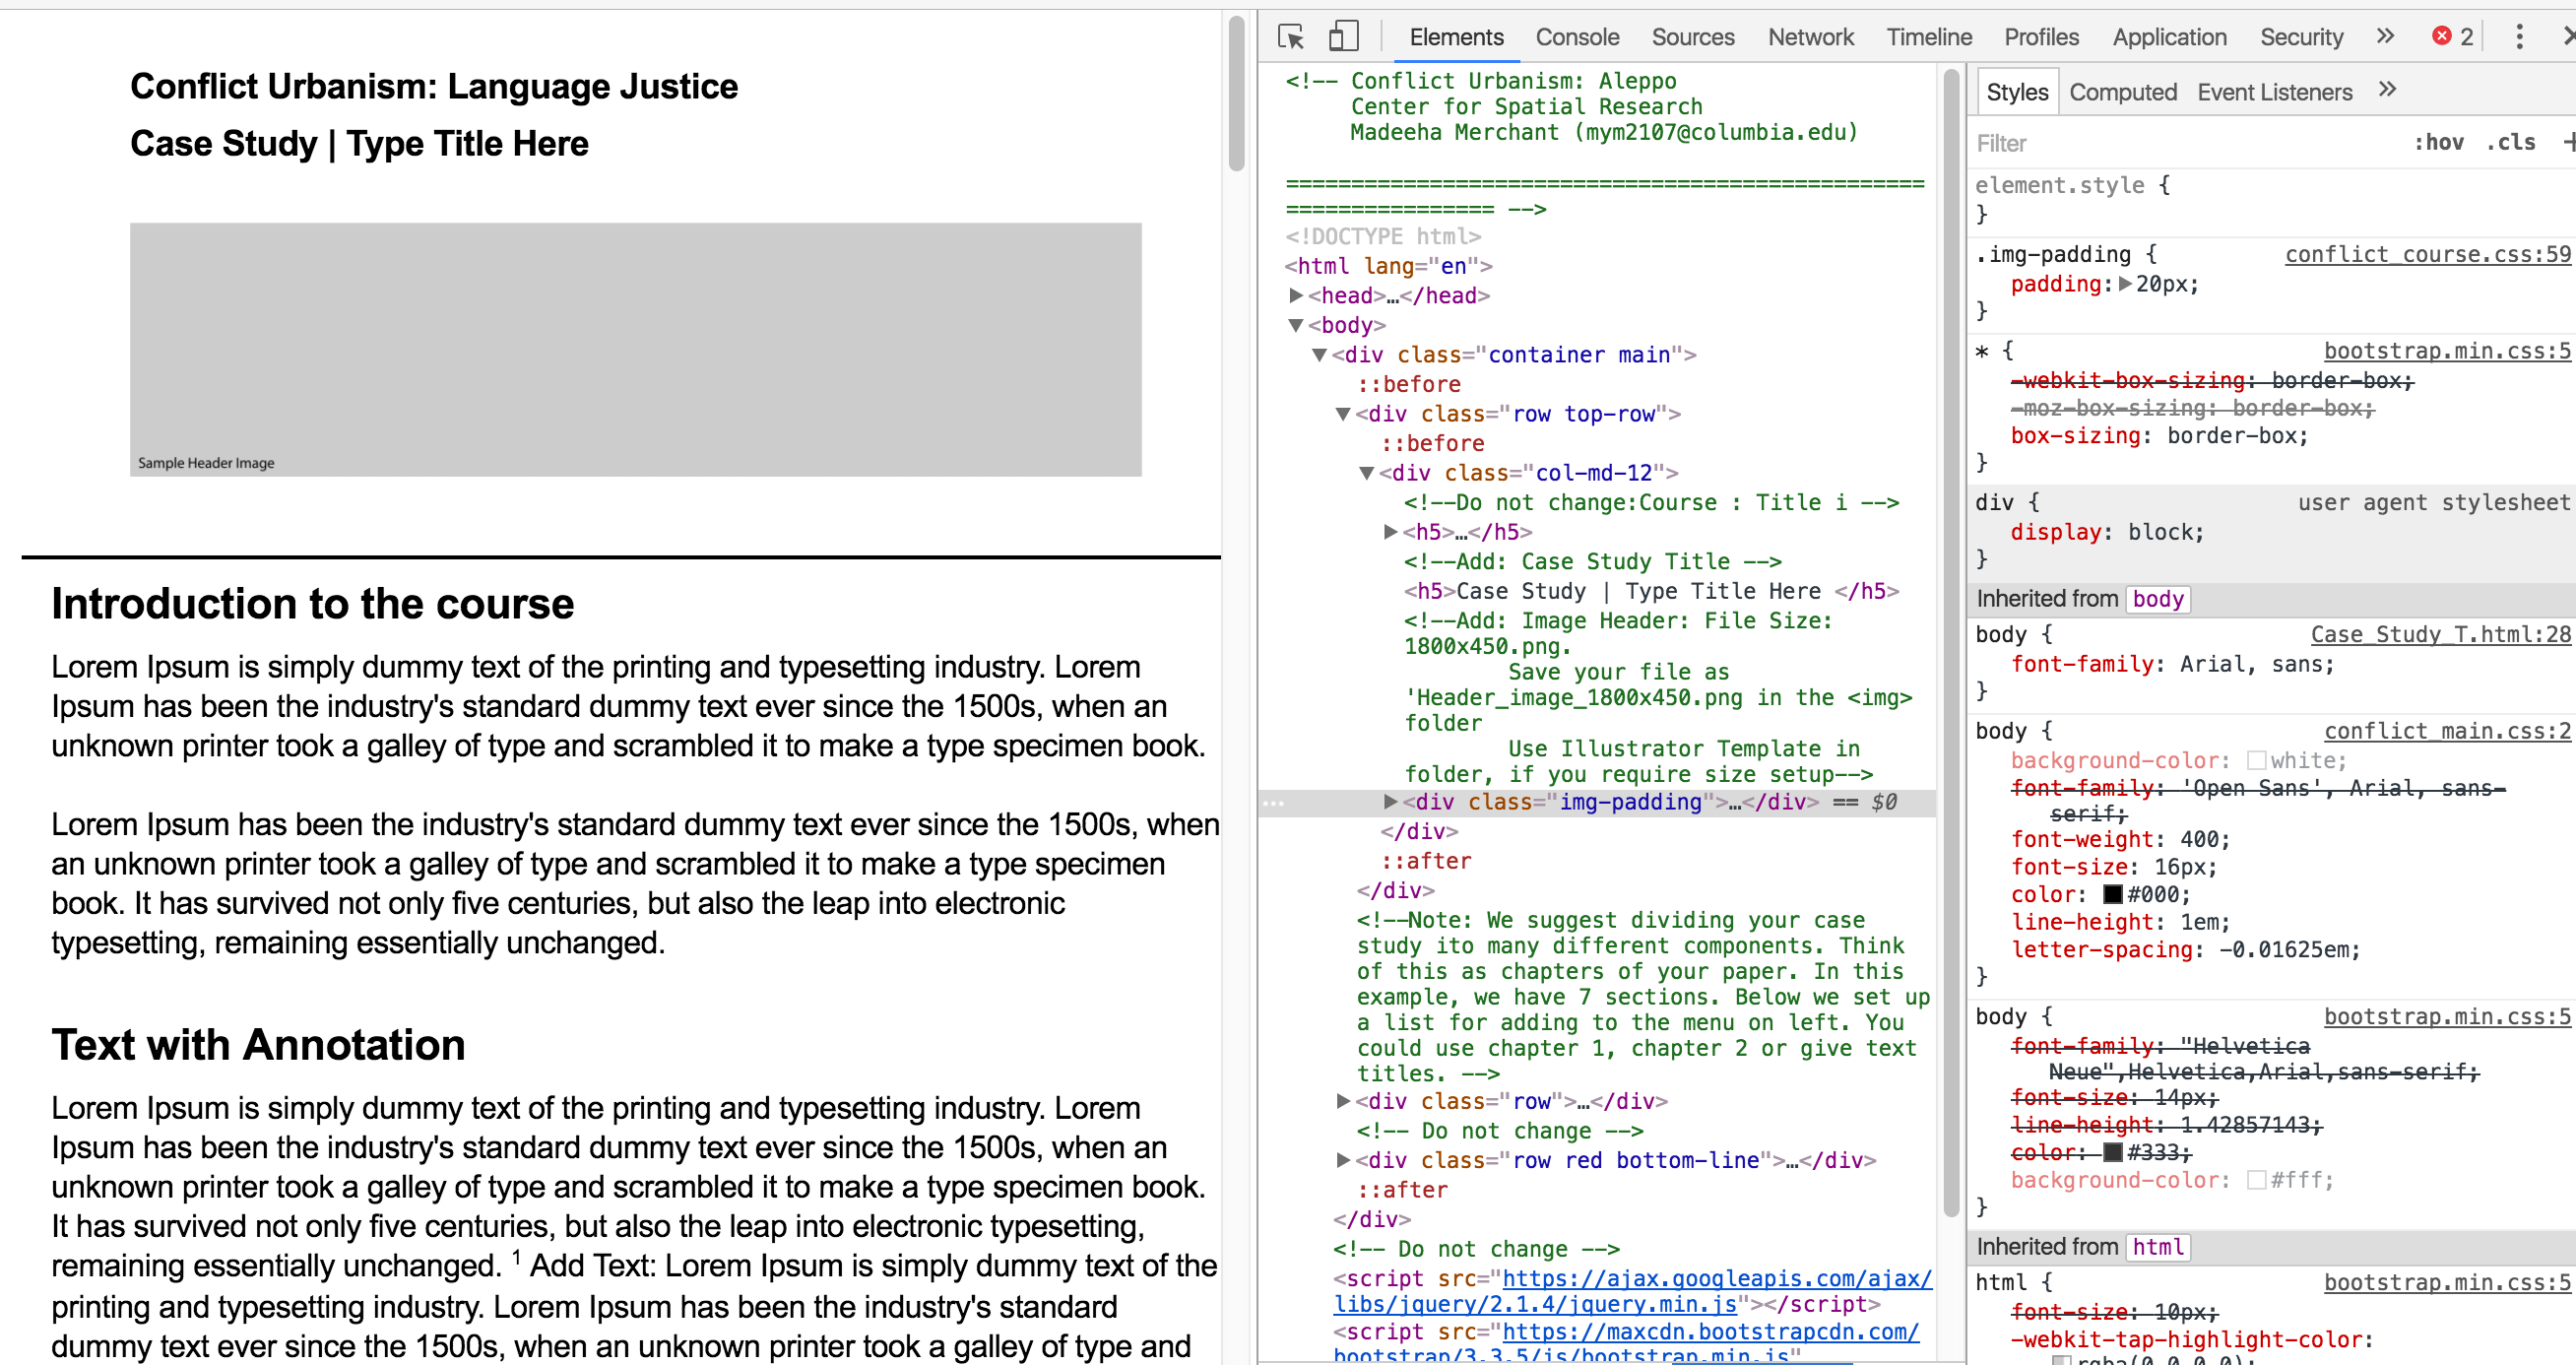 Conflict Urbanism: Language Justice
Case Study | Type Title Here
Sample Header Image
Introduction to the course
Lorem Ipsum is simply dummy text of the printing and typesetting industry. Lorem
Ipsum has been the industry's standard dummy text ever since the 1500s, when an
unknown printer took a galley of type and scrambled it to make a type specimen book.
Lorem Ipsum has been the industry's standard dummy text ever since the 1500s, when
an unknown printer took a galley of type and scrambled it to make a type specimen
book. It has survived not only five centuries, but also the leap into electronic
typesetting, remaining essentially unchanged.
Text with Annotation
Lorem Ipsum is simply dummy text of the printing and typesetting industry. Lorem
Ipsum has been the industry's standard dummy text ever since the 1500s, when an
unknown printer took a galley of type and scrambled it to make a type specimen book.
It has survived not only five centuries, but also the leap into electronic typesetting,
remaining essentially unchanged. 1 Add Text: Lorem Ipsum is simply dummy text of the
printing and typesetting industry. Lorem Ipsum has been the industry's standard
dummy text ever since the 1500s, when an unknown printer took a galley of type and
Elements Console Sources Network Timeline Profiles Application Security » 2
<!-- Conflict Urbanism: Aleppo
Center for Spatial Research
Madeeha Merchant (mym2107@columbia.edu)
=================================================
================ -->
<!DOCTYPE html>
<html lang="en">
<head>…</head>
<body>
<div class="container main">
::before
<div class="row top-row">
::before
<div class="col-md-12">
<!--Do not change:Course : Title i -->
<h5>…</h5>
<!--Add: Case Study Title -->
<h5>Case Study | Type Title Here </h5>
<!--Add: Image Header: File Size:
1800x450.png.
Save your file as
'Header_image_1800x450.png in the <img>
folder
Use Illustrator Template in
folder, if you require size setup-->
… <div class="img-padding">…</div> == $0
</div>
::after
</div>
<!--Note: We suggest dividing your case
study ito many different components. Think
of this as chapters of your paper. In this
example, we have 7 sections. Below we set up
a list for adding to the menu on left. You
could use chapter 1, chapter 2 or give text
titles. -->
<div class="row">…</div>
<!-- Do not change -->
<div class="row red bottom-line">…</div>
::after
</div>
<!-- Do not change -->
<script src="https://ajax.googleapis.com/ajax/
libs/jquery/2.1.4/jquery.min.js"></script>
<script src="https://maxcdn.bootstrapcdn.com/
bootstrap/3.3.5/js/bootstrap.min.js"
Styles Computed Event Listeners »
Filter :hov .cls +
element.style {
}
.img-padding { conflict_course.css:59
padding: 20px;
}
* { bootstrap.min.css:5
-webkit-box-sizing: border-box;
-moz-box-sizing: border-box;
box-sizing: border-box;
}
div { user agent stylesheet
display: block;
}
Inherited from body
body { Case_Study_T.html:28
font-family: Arial, sans;
}
body { conflict_main.css:2
background-color: white;
font-family: 'Open Sans', Arial, sans-
serif;
font-weight: 400;
font-size: 16px;
color: #000;
line-height: 1em;
letter-spacing: -0.01625em;
}
body { bootstrap.min.css:5
font-family: "Helvetica
Neue",Helvetica,Arial,sans-serif;
font-size: 14px;
line-height: 1.42857143;
color: #333;
background-color: #fff;
}
Inherited from html
html { bootstrap.min.css:5
font-size: 10px;
-webkit-tap-highlight-color:
rgba(0,0,0,0);